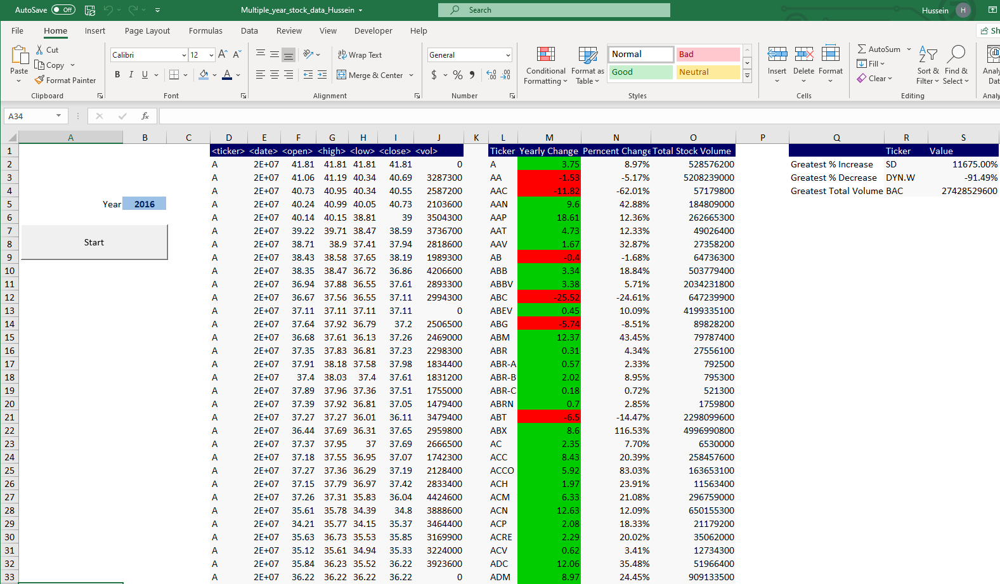 AutoSave Off Multiple_year_stock_data_Hussein Search Hussein H
File Home Insert Page Layout Formulas Data Review View Developer Help Sh
Cut
Copy
Format Painter
Paste
Clipboard
Calibri 12
B I U
Font
Wrap Text
Merge & Center
Alignment
General
$ %
Number
Conditional Formatting
Format as Table
Normal Bad
Good Neutral
Styles
Insert Delete Format
Cells
AutoSum
Fill
Clear
Sort & Filter
Find & Select
Editing
Analy
Dat
Analy
A34 fx
A B C D E F G H I J K L M N O P Q R S
1 <ticker> <date> <open> <high> <low> <close> <vol> Ticker Yearly Change Perncent Change Total Stock Volume Ticker Value
2 A 2E+07 41.81 41.81 41.81 41.81 0 A 3.75 8.97% 528576200 Greatest % Increase SD 11675.00%
3 A 2E+07 41.06 41.19 40.34 40.69 3287300 AA -1.53 -5.17% 5208239000 Greatest % Decrease DYN.W -91.49%
4 A 2E+07 40.73 40.95 40.34 40.55 2587200 AAC -11.82 -62.01% 57179800 Greatest Total Volume BAC 27428529600
5 Year 2016 A 2E+07 40.24 40.99 40.05 40.73 2103600 AAN 9.6 42.88% 184809000
6 A 2E+07 40.14 40.15 38.81 39 3504300 AAP 18.61 12.36% 262665300
7 A 2E+07 39.22 39.71 38.47 38.59 3736700 AAT 4.73 12.33% 49026400
Start
8 A 2E+07 38.71 38.9 37.41 37.94 2818600 AAV 1.67 32.87% 27358200
9 A 2E+07 38.43 38.58 37.65 38.19 1989300 AB -0.4 -1.68% 64736300
10 A 2E+07 38.35 38.47 36.72 36.86 4206600 ABB 3.34 18.84% 503779400
11 A 2E+07 36.94 37.88 36.55 37.61 2893300 ABBV 3.38 5.71% 2034231800
12 A 2E+07 36.67 37.56 36.55 37.11 2994300 ABC -25.52 -24.61% 647239900
13 A 2E+07 37.11 37.11 37.11 37.11 0 ABEV 0.45 10.09% 4199335100
14 A 2E+07 37.64 37.92 36.79 37.2 2506500 ABG -5.74 -8.51% 89828200
15 A 2E+07 36.68 37.61 36.13 37.26 2469000 ABM 12.37 43.45% 79787400
16 A 2E+07 37.35 37.83 36.81 37.23 2298300 ABR 0.31 4.34% 27556100
17 A 2E+07 37.91 38.18 37.58 37.98 1834400 ABR-A 0.57 2.33% 792500
18 A 2E+07 37.4 38.03 37.4 37.61 1831200 ABR-B 2.02 8.95% 795300
19 A 2E+07 37.89 37.96 37.36 37.51 1755000 ABR-C 0.18 0.72% 521300
20 A 2E+07 37.39 37.92 36.81 37.05 1479400 ABRN 0.7 2.85% 1759800
21 A 2E+07 37.27 37.27 36.01 36.11 3479400 ABT -6.5 -14.47% 2298099600
22 A 2E+07 36.44 37.69 36.31 37.65 2959800 ABX 8.6 116.53% 4996990800
23 A 2E+07 37.37 37.95 37 37.69 2666500 AC 2.35 7.70% 6530000
24 A 2E+07 37.18 37.55 36.95 37.07 1742300 ACC 8.43 20.39% 258457600
25 A 2E+07 37.27 37.36 36.29 37.19 2128400 ACCO 5.92 83.03% 163653100
26 A 2E+07 37.15 37.79 36.97 37.42 2833400 ACH 1.97 23.91% 11563400
27 A 2E+07 37.26 37.31 35.83 36.04 4424600 ACM 6.33 21.08% 296759000
28 A 2E+07 35.61 35.78 34.39 34.8 3888600 ACN 12.63 12.09% 650155300
29 A 2E+07 34.21 35.77 34.15 35.37 3464400 ACP 2.08 18.33% 21179200
30 A 2E+07 35.63 36.73 35.53 35.85 3169900 ACRE 2.29 20.02% 35062000
31 A 2E+07 35.12 35.61 34.94 35.33 3224000 ACV 0.62 3.41% 12734300
32 A 2E+07 35.84 36.23 35.52 36.22 3923600 ADC 12.06 35.48% 51966400
33 A 2E+07 36.22 36.22 36.22 36.22 0 ADM 8.97 24.45% 909133500